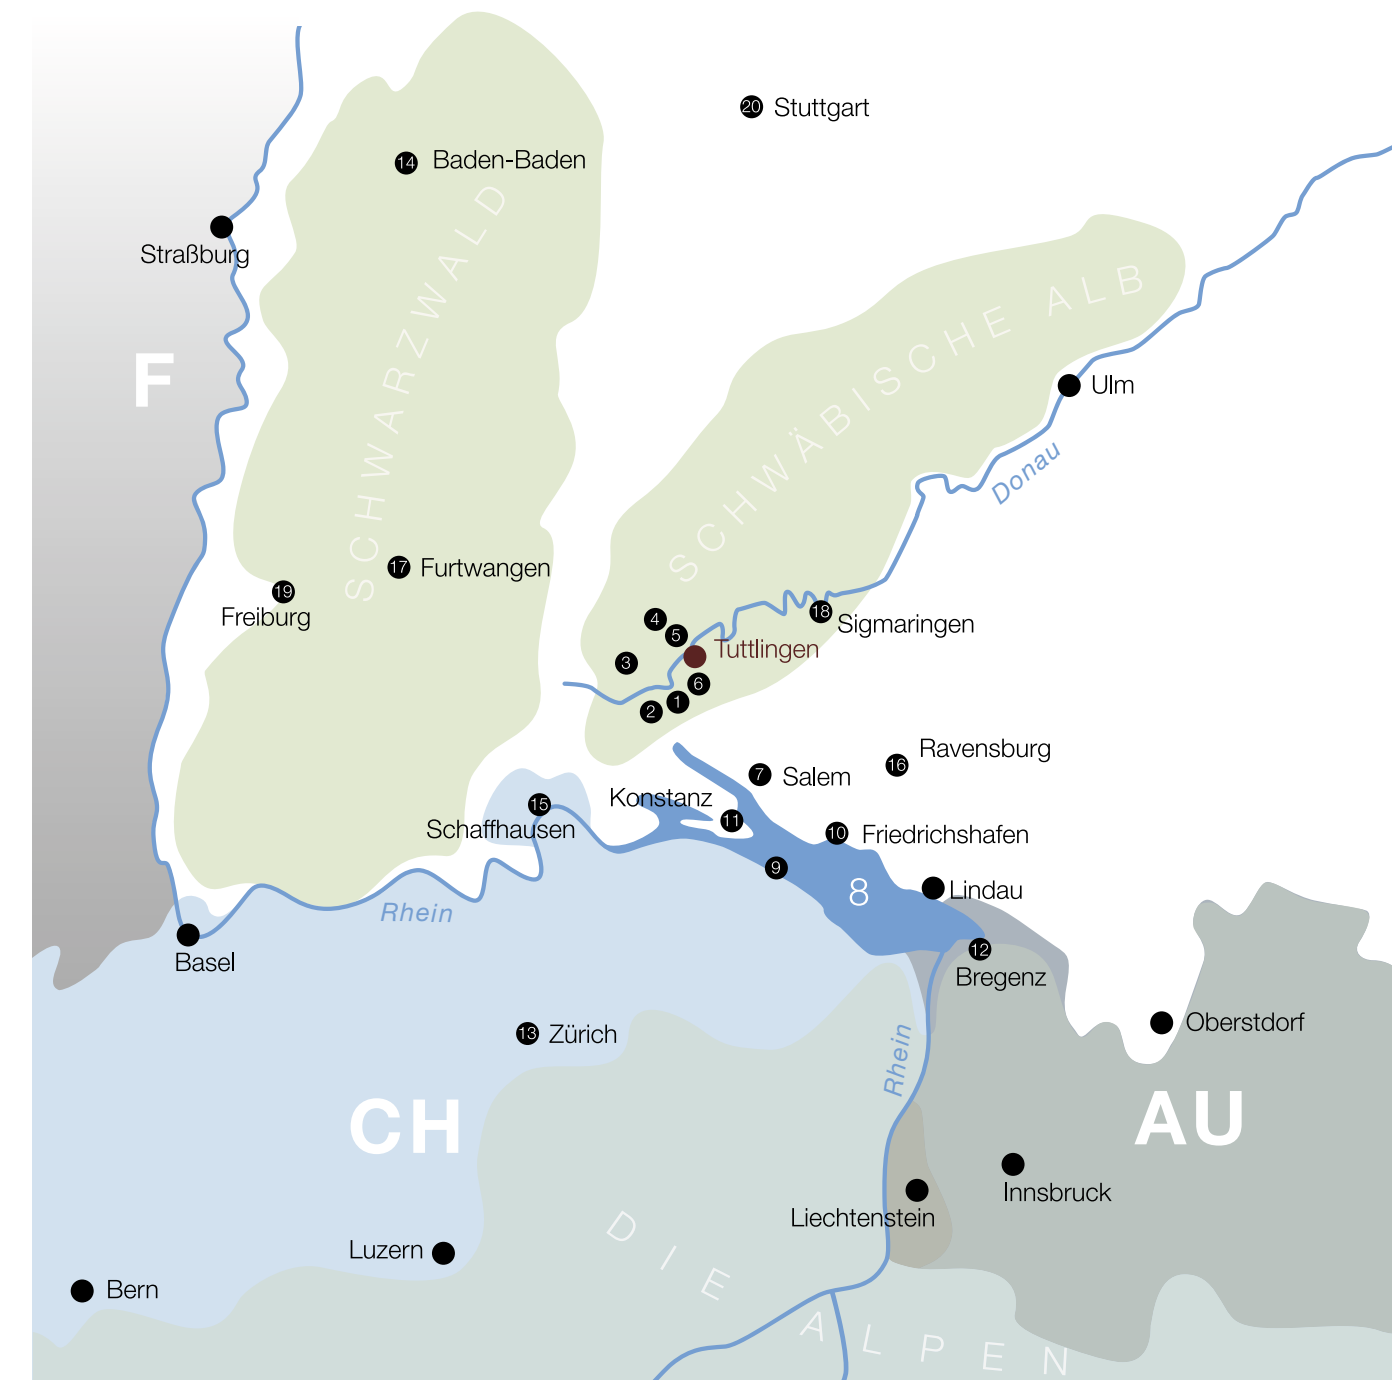 20 Stuttgart
14 Baden-Baden
Straßburg
SCHWARZWALD
SCHWÄBISCHE ALB
F
Ulm
Donau
17 Furtwangen
19
Freiburg
4
5
18
Sigmaringen
Tuttlingen
3
6
1
2
Ravensburg
16
7 Salem
Konstanz
15
11
Schaffhausen
10 Friedrichshafen
9
8
Lindau
Rhein
Basel
12
Bregenz
Oberstdorf
13 Zürich
Rhein
CH
AU
Innsbruck
Liechtenstein
Luzern
Bern
DIE ALPEN